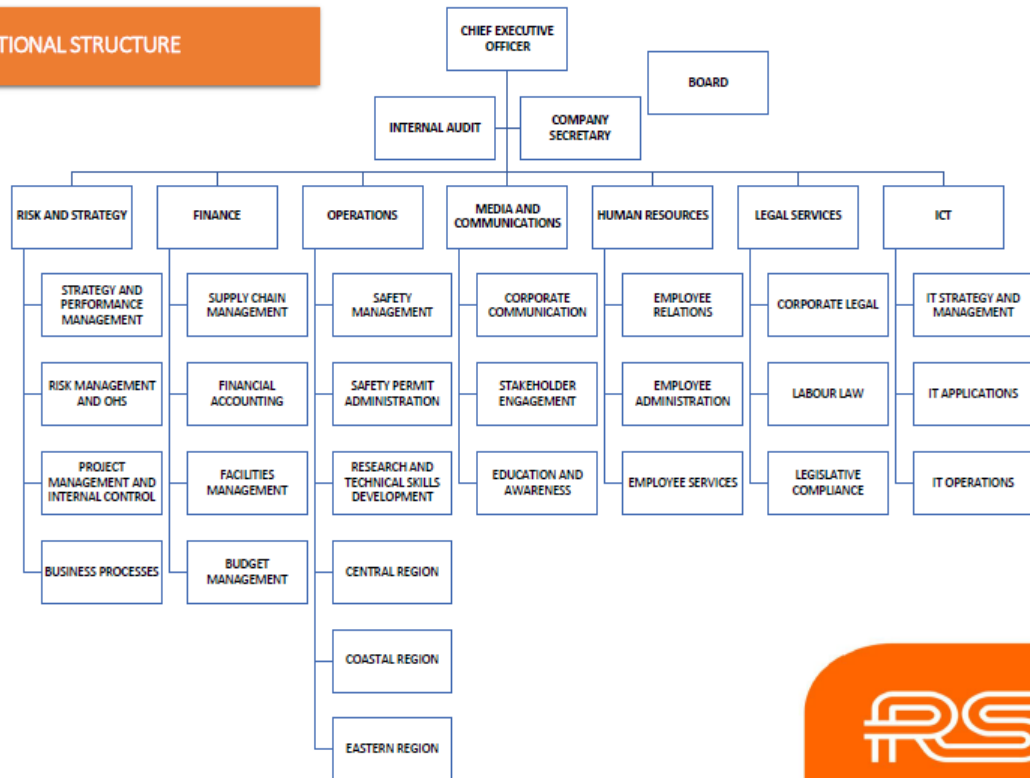 TIONAL STRUCTURE
CHIEF EXECUTIVE
OFFICER
BOARD
INTERNAL AUDIT
COMPANY
SECRETARY
RISK AND STRATEGY
FINANCE
OPERATIONS
MEDIA AND
COMMUNICATIONS
HUMAN RESOURCES
LEGAL SERVICES
ICT
STRATEGY AND
PERFORMANCE
MANAGEMENT
SUPPLY CHAIN
MANAGEMENT
SAFETY
MANAGEMENT
CORPORATE
COMMUNICATION
EMPLOYEE
RELATIONS
CORPORATE LEGAL
IT STRATEGY AND
MANAGEMENT
RISK MANAGEMENT
AND OHS
FINANCIAL
ACCOUNTING
SAFETY PERMIT
ADMINISTRATION
STAKEHOLDER
ENGAGEMENT
EMPLOYEE
ADMINISTRATION
LABOUR LAW
IT APPLICATIONS
PROJECT
MANAGEMENT AND
INTERNAL CONTROL
FACILITIES
MANAGEMENT
RESEARCH AND
TECHNICAL SKILLS
DEVELOPMENT
EDUCATION AND
AWARENESS
EMPLOYEE SERVICES
LEGISLATIVE
COMPLIANCE
IT OPERATIONS
BUSINESS PROCESSES
BUDGET
MANAGEMENT
CENTRAL REGION
COASTAL REGION
EASTERN REGION
RS